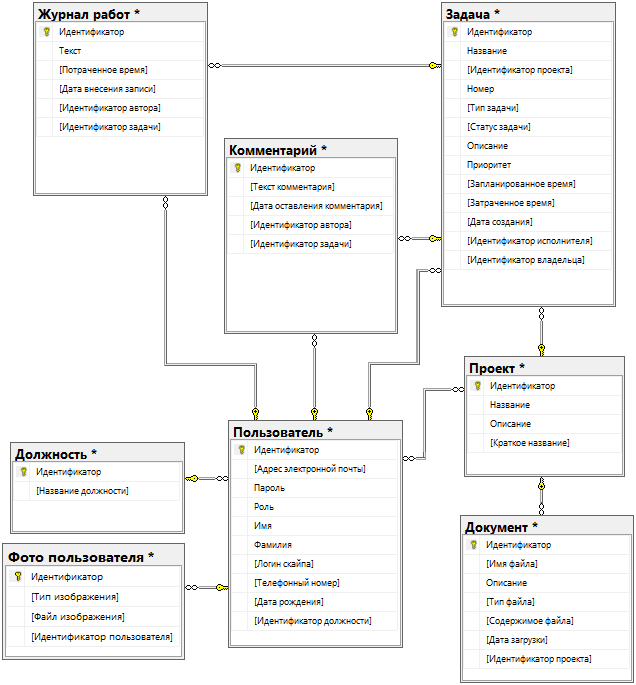 Журнал работ *
Идентификатор
Текст
[Потраченное время]
[Дата внесения записи]
[Идентификатор автора]
[Идентификатор задачи]
Задача *
Идентификатор
Название
[Идентификатор проекта]
Номер
[Тип задачи]
[Статус задачи]
Описание
Приоритет
[Запланированное время]
[Затраченное время]
[Дата создания]
[Идентификатор исполнителя]
[Идентификатор владельца]
Комментарий *
Идентификатор
[Текст комментария]
[Дата оставления комментария]
[Идентификатор автора]
[Идентификатор задачи]
Проект *
Идентификатор
Название
Описание
[Краткое название]
Пользователь *
Идентификатор
[Адрес электронной почты]
Пароль
Роль
Имя
Фамилия
[Логин скайпа]
[Телефонный номер]
[Дата рождения]
[Идентификатор должности]
Должность *
Идентификатор
[Название должности]
Фото пользователя *
Идентификатор
[Тип изображения]
[Файл изображения]
[Идентификатор пользователя]
Документ *
Идентификатор
[Имя файла]
Описание
[Тип файла]
[Содержимое файла]
[Дата загрузки]
[Идентификатор проекта]